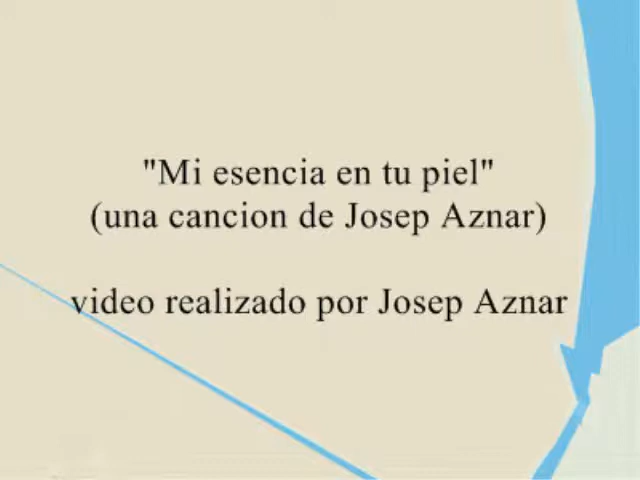 "Mi esencia en tu piel"
(una cancion de Josep Aznar)
video realizado por Josep Aznar